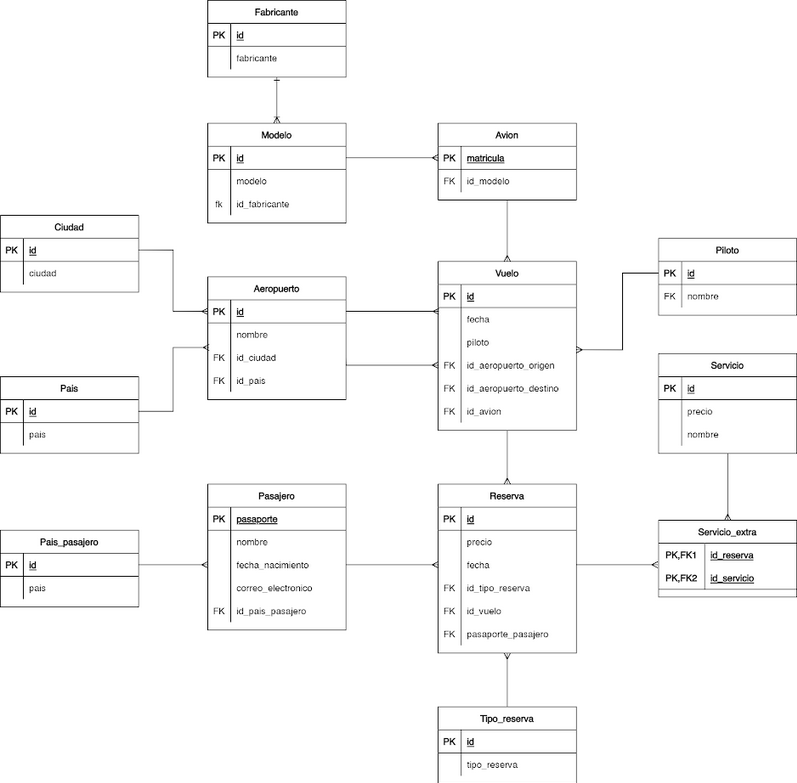 Fabricante
PK id
fabricante
Modelo
PK id
modelo
fk id_fabricante
Avion
PK matricula
FK id_modelo
Ciudad
PK id
ciudad
Aeropuerto
PK id
nombre
FK id_ciudad
FK id_pais
Vuelo
PK id
fecha
piloto
FK id_aeropuerto_origen
FK id_aeropuerto_destino
FK id_avion
Piloto
PK id
FK nombre
Pais
PK id
pais
Servicio
PK id
precio
nombre
Pais_pasajero
PK id
pais
Pasajero
PK pasaporte
nombre
fecha_nacimiento
correo_electronico
FK id_pais_pasajero
Reserva
PK id
precio
fecha
FK id_tipo_reserva
FK id_vuelo
FK pasaporte_pasajero
Servicio_extra
PK,FK1 id_reserva
PK,FK2 id_servicio
Tipo_reserva
PK id
tipo_reserva